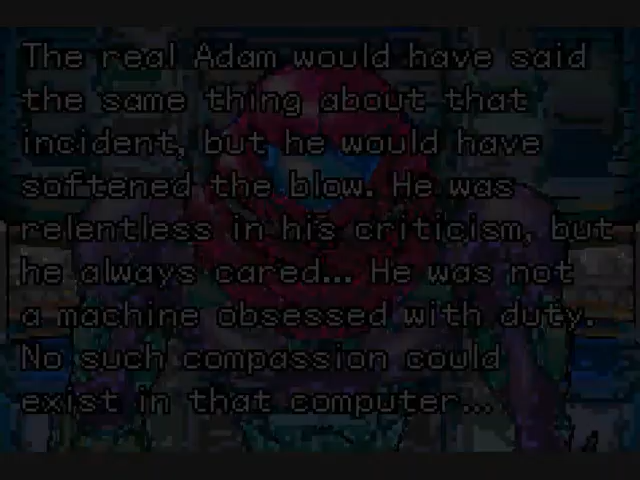 The real Adam would have said
the same thing about that
incident, but he would have
softened the blow. He was
relentless in his criticism, but
he always cared... He was not
a machine obsessed with duty.
No such compassion could
exist in that computer...